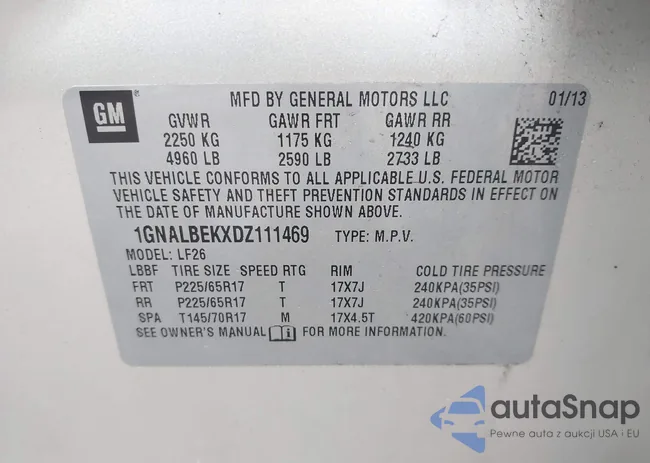 GM MFD BY GENERAL MOTORS LLC 01/13
GVWR GAWR FRT GAWR RR
2250 KG 1175 KG 1240 KG
4960 LB 2590 LB 2733 LB
THIS VEHICLE CONFORMS TO ALL APPLICABLE U.S. FEDERAL MOTOR
VEHICLE SAFETY AND THEFT PREVENTION STANDARDS IN EFFECT ON
THE DATE OF MANUFACTURE SHOWN ABOVE.
1GNALBEKXDZ111469 TYPE: M.P.V.
MODEL: LF26
LBBF TIRE SIZE SPEED RTG RIM COLD TIRE PRESSURE
FRT P225/65R17 T 17X7J 240KPA(35PSI)
RR P225/65R17 T 17X7J 240KPA(35PSI)
SPA T145/70R17 M 17X4.5T 420KPA(60PSI)
SEE OWNER'S MANUAL i FOR MORE INFORMATION.
autoSnap
Pewne auta z aukcji USA i EU